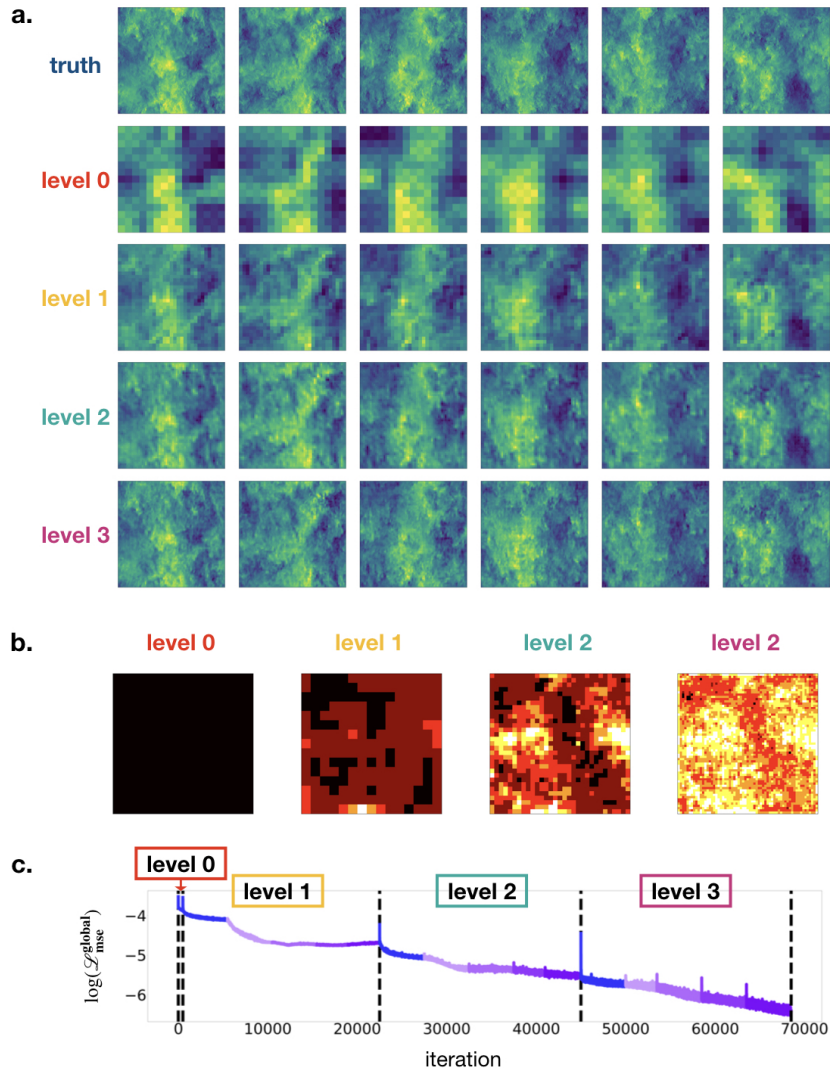 a.
truth
level 0
level 1
level 2
level 3
b.
level 0 level 1 level 2 level 2
c.
level 0
level 1 level 2 level 3
log(ℒ^global_mse)
−4
−5
−6
0 10000 20000 30000 40000 50000 60000 70000
iteration